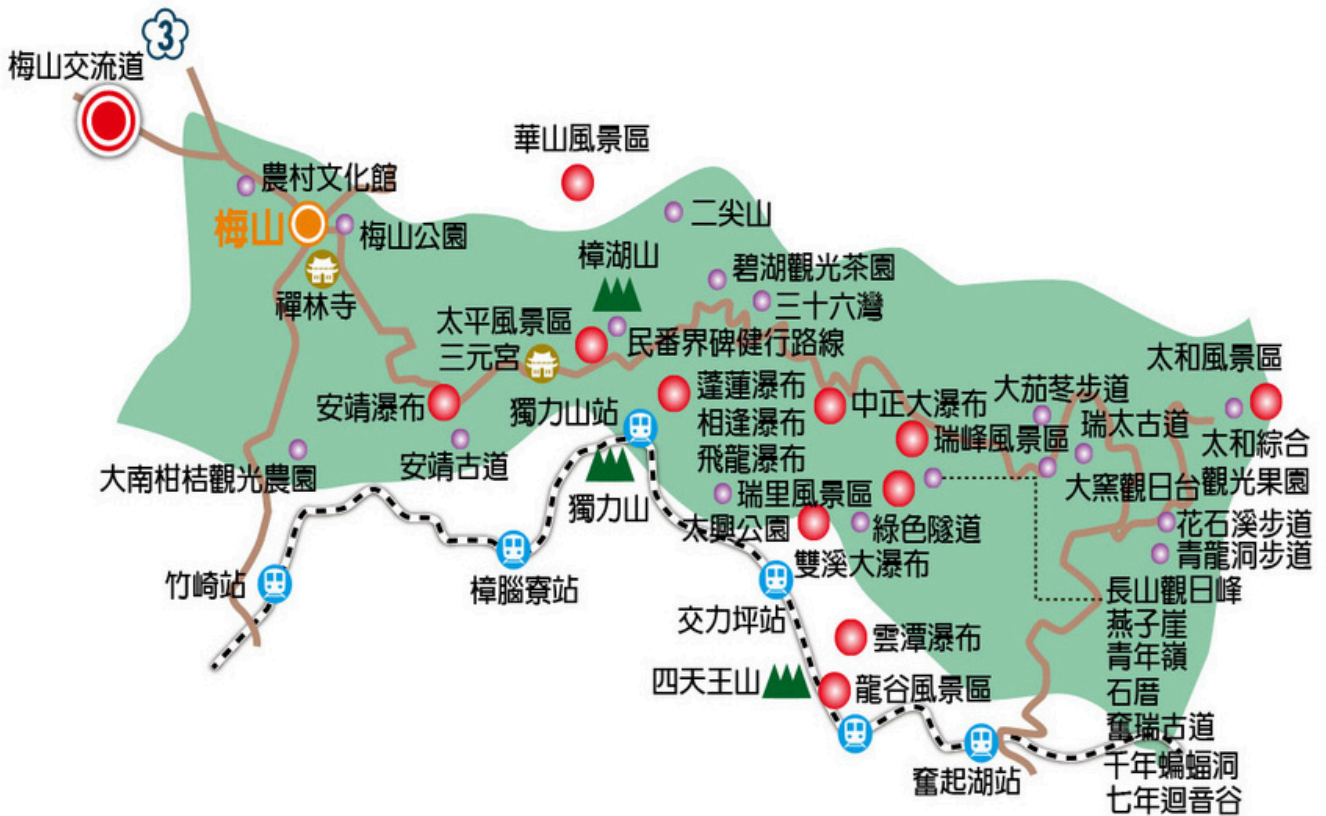 3
梅山交流道
華山風景區
農村文化館
梅山
梅山公園
二尖山
禪林寺
樟湖山
碧湖觀光茶園
三十六灣
太平風景區
三元宮
民番界碑健行路線
太和風景區
安靖瀑布
獨力山站
蓬蓮瀑布
相逢瀑布
飛龍瀑布
中正大瀑布
大茄苳步道
瑞峰風景區
瑞太古道
太和綜合
觀光果園
大南柑桔觀光農園
安靖古道
獨力山
瑞里風景區
大窯觀日台
太興公園
綠色隧道
花石溪步道
青龍洞步道
雙溪大瀑布
竹崎站
樟腦寮站
交力坪站
長山觀日峰
燕子崖
青年嶺
石厝
奮瑞古道
千年蝙蝠洞
七年迴音谷
雲潭瀑布
四天王山
龍谷風景區
奮起湖站